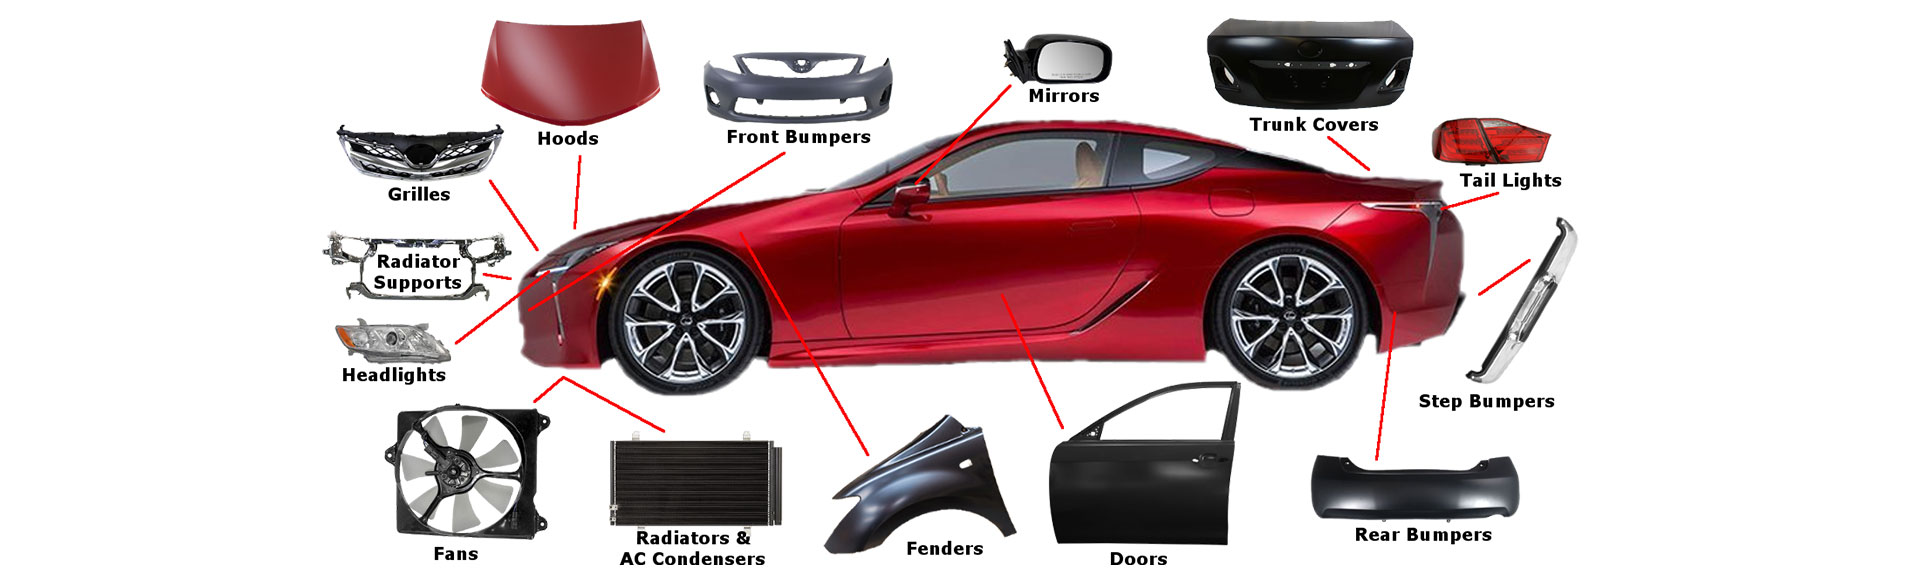 Mirrors
Trunk Covers
Front Bumpers
Hoods
Tail Lights
Grilles
Radiator
Supports
Headlights
Step Bumpers
Rear Bumpers
Radiators &
AC Condensers
Fenders
Fans
Doors